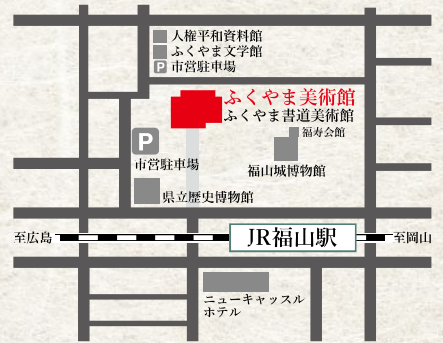 人権平和資料館
ふくやま文学館
P 市営駐車場
ふくやま美術館
ふくやま書道美術館
福寿会館
P
市営駐車場
福山城博物館
県立歴史博物館
至広島
JR福山駅
至岡山
ニューキャッスル
ホテル